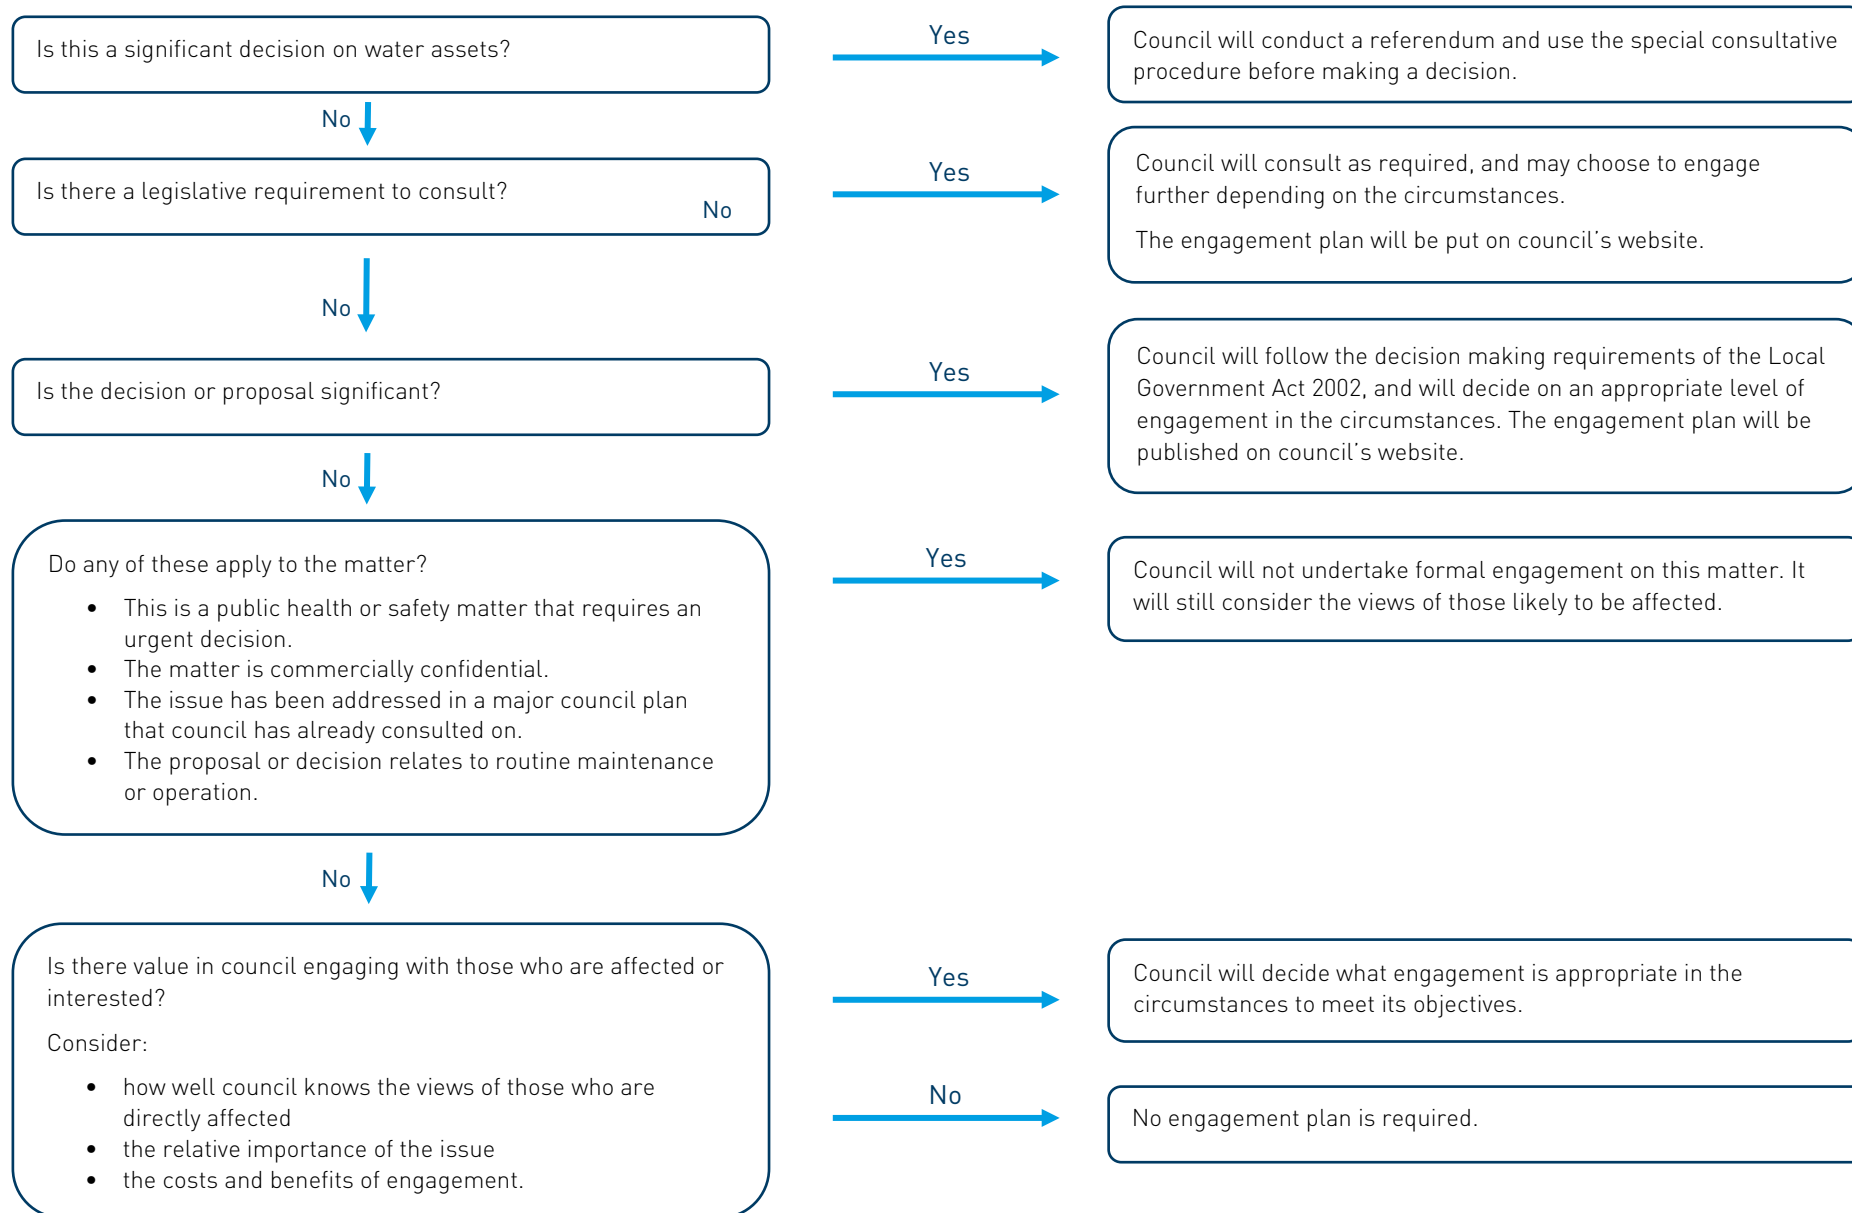 Is this a significant decision on water assets?
Yes
Council will conduct a referendum and use the special consultative
procedure before making a decision.
No
Is there a legislative requirement to consult?
No
Yes
Council will consult as required, and may choose to engage
further depending on the circumstances.
The engagement plan will be put on council's website.
No
Is the decision or proposal significant?
Yes
Council will follow the decision making requirements of the Local
Government Act 2002, and will decide on an appropriate level of
engagement in the circumstances. The engagement plan will be
published on council's website.
No
Do any of these apply to the matter?
• This is a public health or safety matter that requires an
urgent decision.
• The matter is commercially confidential.
• The issue has been addressed in a major council plan
that council has already consulted on.
• The proposal or decision relates to routine maintenance
or operation.
Yes
Council will not undertake formal engagement on this matter. It
will still consider the views of those likely to be affected.
No
Is there value in council engaging with those who are affected or
interested?
Consider:
• how well council knows the views of those who are
directly affected
• the relative importance of the issue
• the costs and benefits of engagement.
Yes
Council will decide what engagement is appropriate in the
circumstances to meet its objectives.
No
No engagement plan is required.